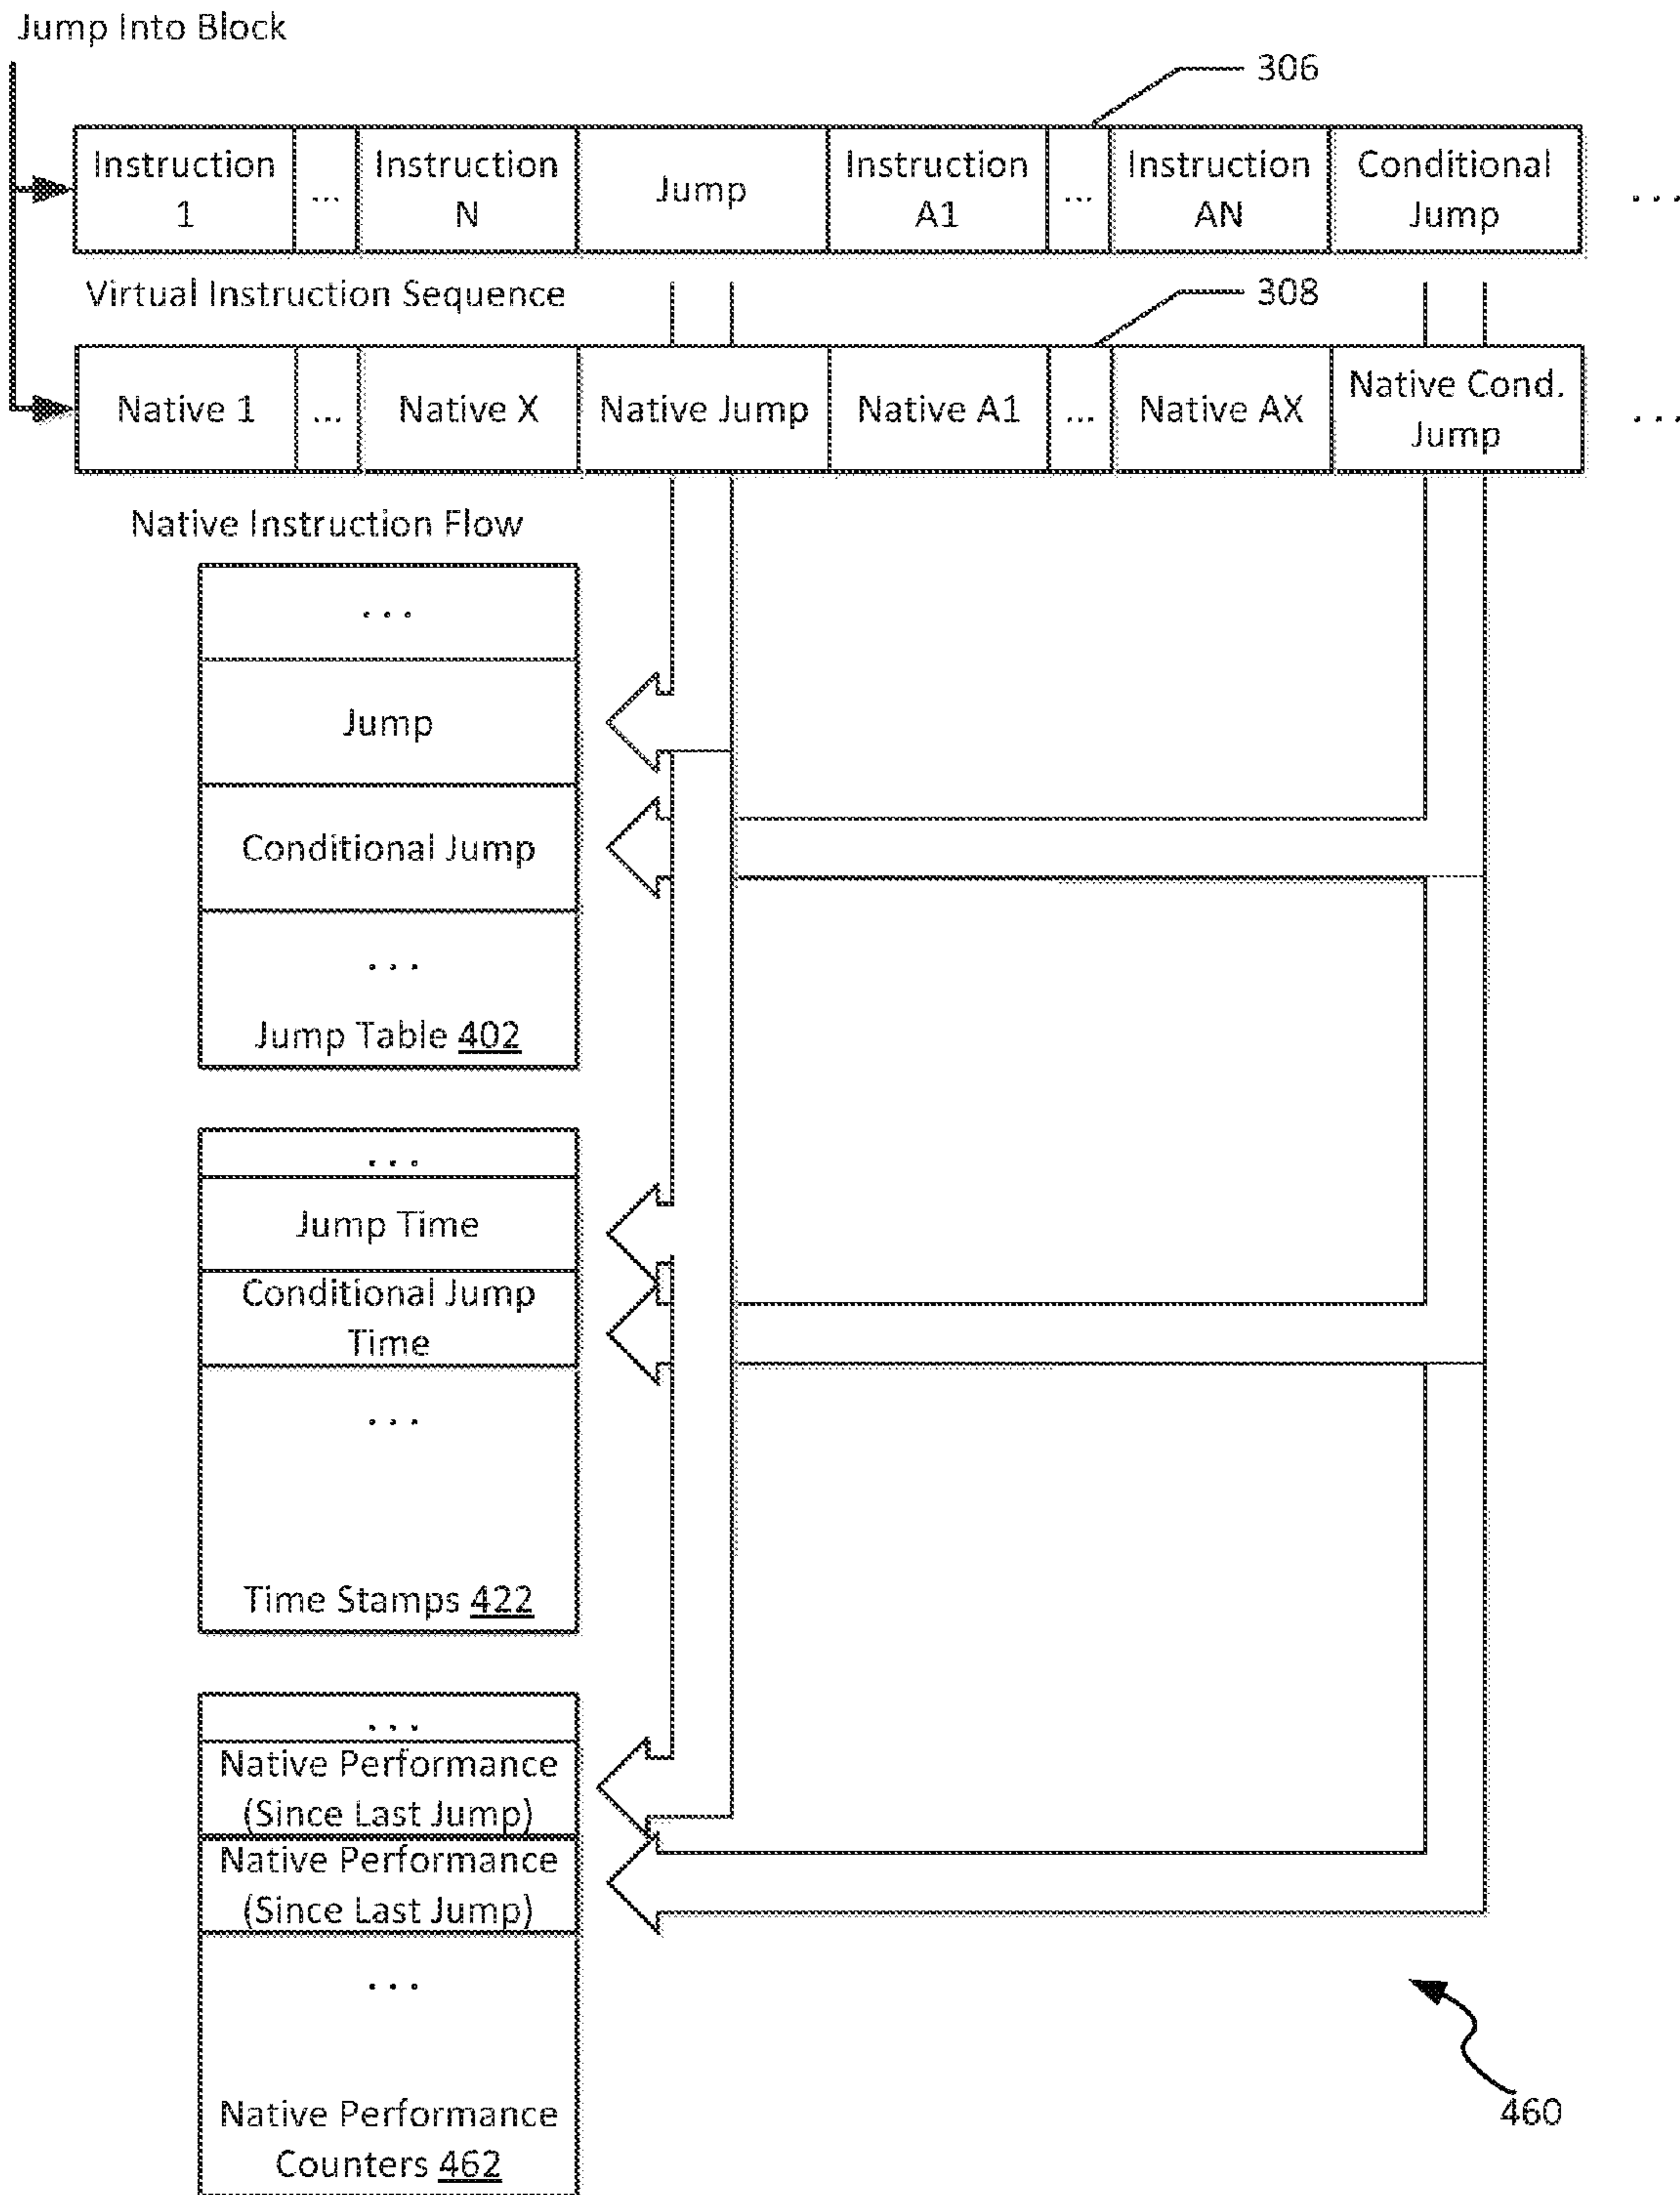 Jump Into Block
306
Instruction 1
...
Instruction N
Jump
Instruction A1
...
Instruction AN
Conditional Jump
...
Virtual Instruction Sequence
308
Native 1
...
Native X
Native Jump
Native A1
...
Native AX
Native Cond. Jump
...
Native Instruction Flow
...
Jump
Conditional Jump
...
Jump Table 402
...
Jump Time
Conditional Jump
Time
...
Time Stamps 422
...
Native Performance
(Since Last Jump)
Native Performance
(Since Last Jump)
...
Native Performance
Counters 462
460